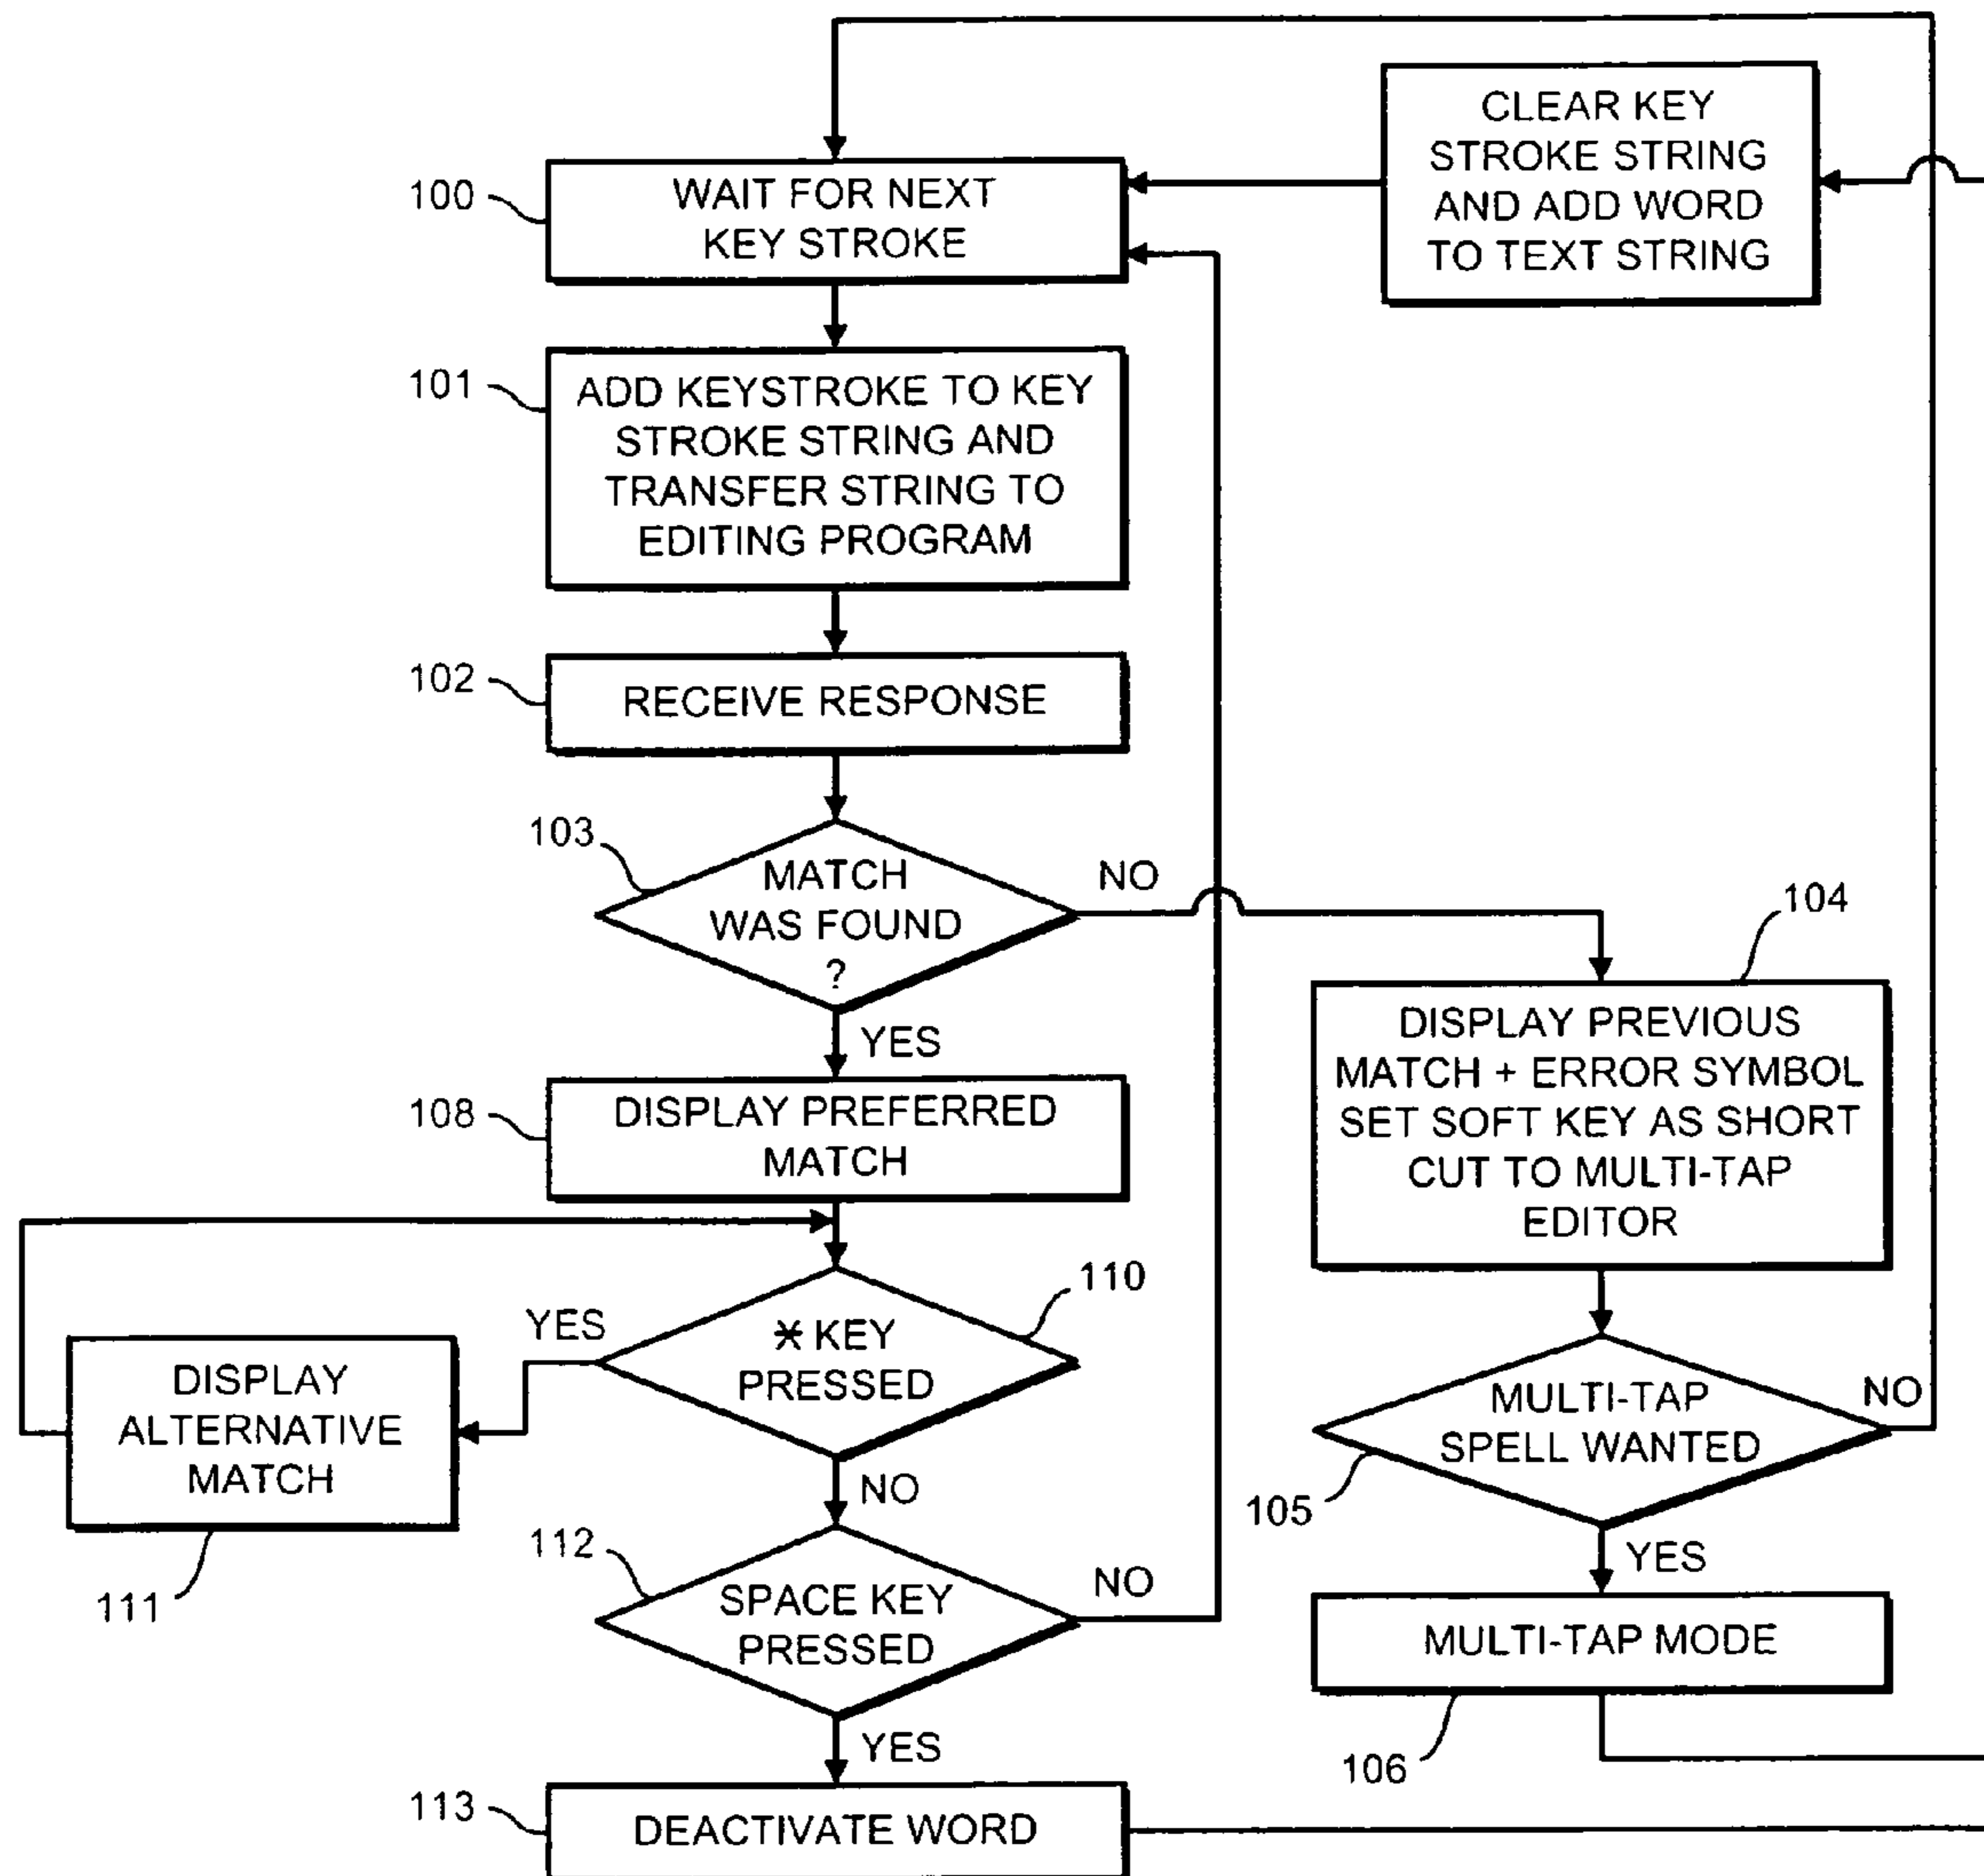 CLEAR KEY
STROKE STRING
AND ADD WORD
TO TEXT STRING
100
WAIT FOR NEXT
KEY STROKE
101
ADD KEYSTROKE TO KEY
STROKE STRING AND
TRANSFER STRING TO
EDITING PROGRAM
102
RECEIVE RESPONSE
103
MATCH
WAS FOUND
?
NO
YES
104
DISPLAY PREVIOUS
MATCH + ERROR SYMBOL
SET SOFT KEY AS SHORT
CUT TO MULTI-TAP
EDITOR
108
DISPLAY PREFERRED
MATCH
110
* KEY
PRESSED
YES
NO
DISPLAY
ALTERNATIVE
MATCH
111
105
MULTI-TAP
SPELL WANTED
NO
YES
112
SPACE KEY
PRESSED
NO
YES
MULTI-TAP MODE
106
113
DEACTIVATE WORD